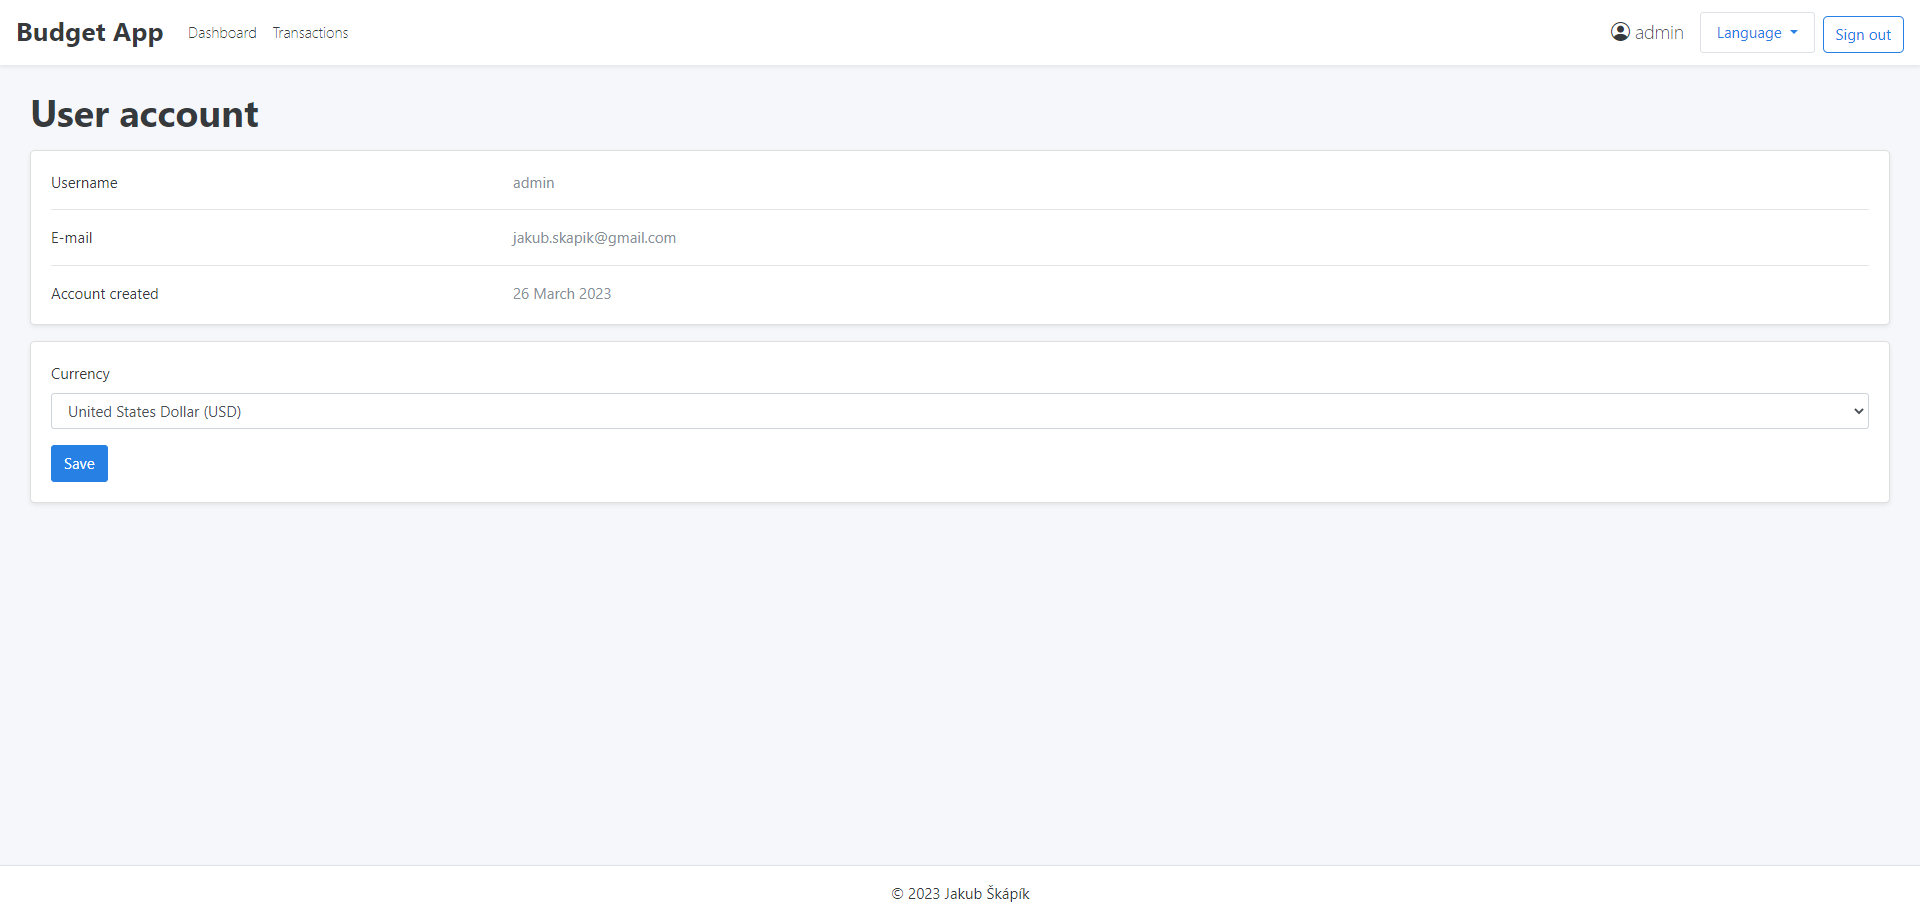 Budget App Dashboard Transactions admin Language Sign out
User account
Username admin
E-mail jakub.skapik@gmail.com
Account created 26 March 2023
Currency
United States Dollar (USD)
Save
© 2023 Jakub Škápík